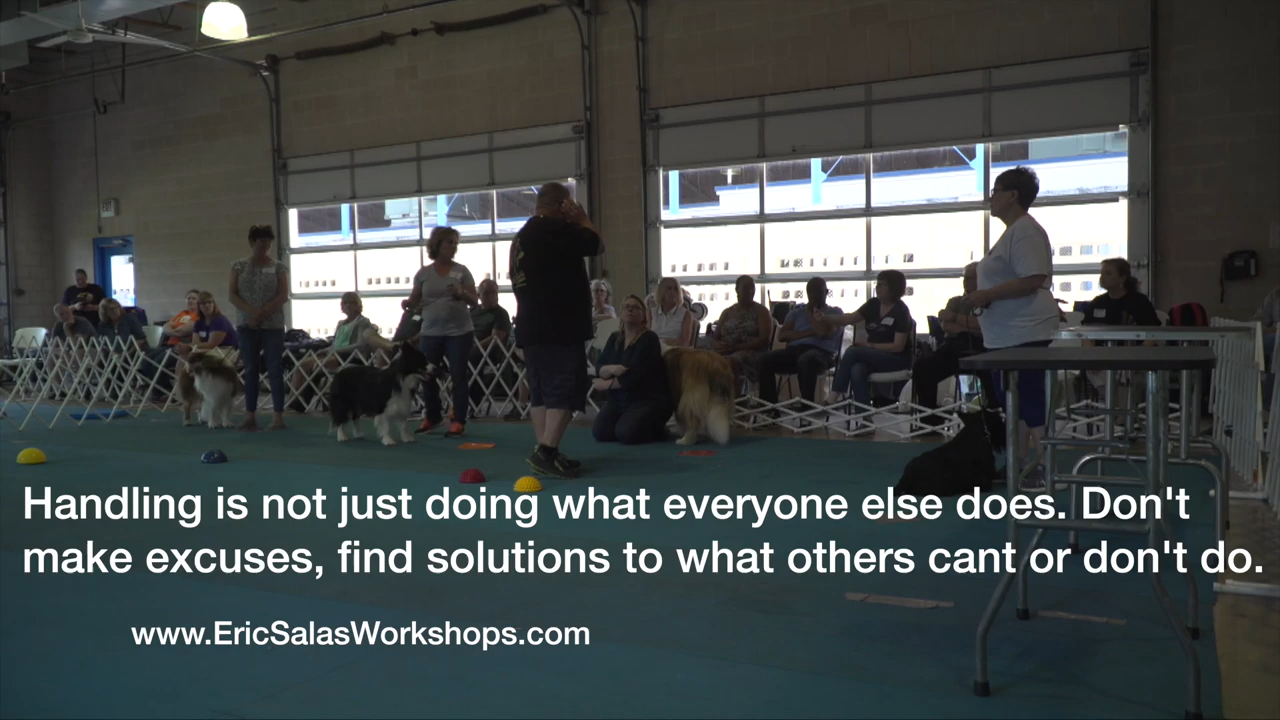 Handling is not just doing what everyone else does. Don't
make excuses, find solutions to what others cant or don't do.
www.EricSalasWorkshops.com